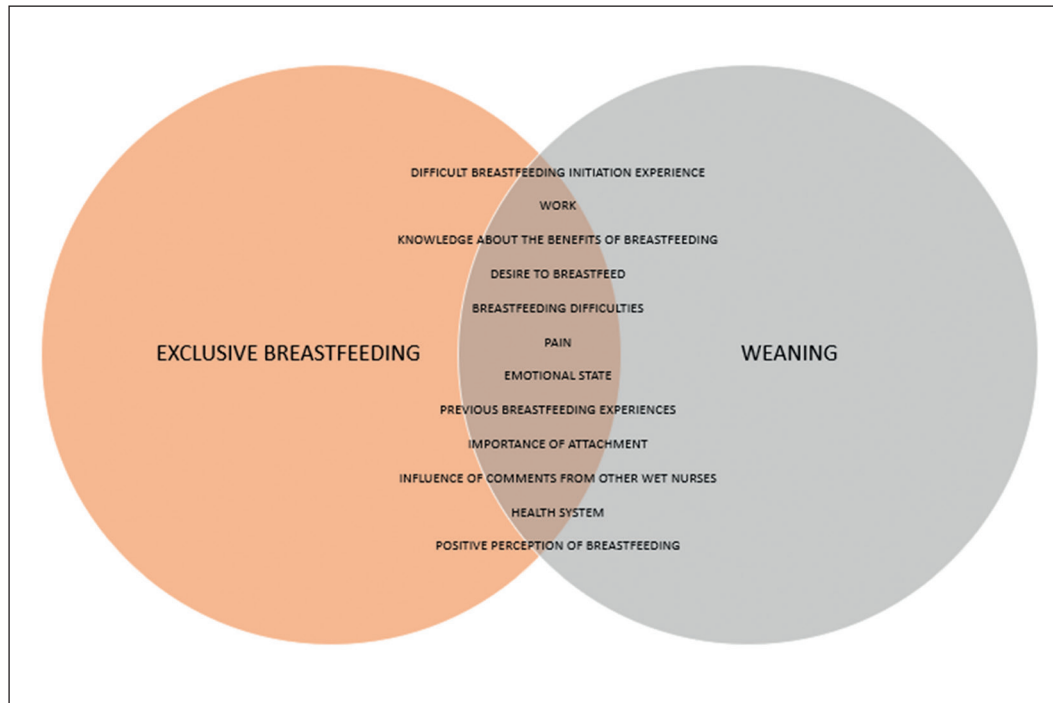 DIFFICULT BREASTFEEDING INITIATION EXPERIENCE
WORK
KNOWLEDGE ABOUT THE BENEFITS OF BREASTFEEDING
DESIRE TO BREASTFEED
BREASTFEEDING DIFFICULTIES
PAIN
EXCLUSIVE BREASTFEEDING
WEANING
EMOTIONAL STATE
PREVIOUS BREASTFEEDING EXPERIENCES
IMPORTANCE OF ATTACHMENT
INFLUENCE OF COMMENTS FROM OTHER WET NURSES
HEALTH SYSTEM
POSITIVE PERCEPTION OF BREASTFEEDING